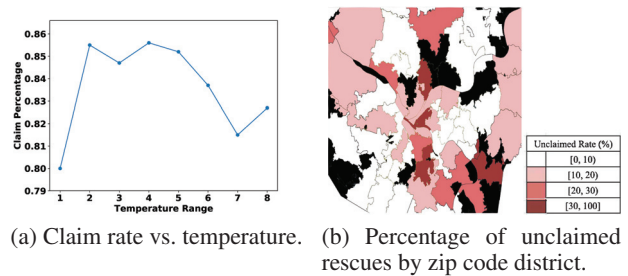 0.86
0.85
0.84
0.83
0.82
0.81
0.80
0.79
Claim Percentage
1 2 3 4 5 6 7 8
Temperature Range
Unclaimed Rate (%)
[0, 10)
[10, 20)
[20, 30)
[30, 100]
(a) Claim rate vs. temperature.
(b) Percentage of unclaimed
rescues by zip code district.